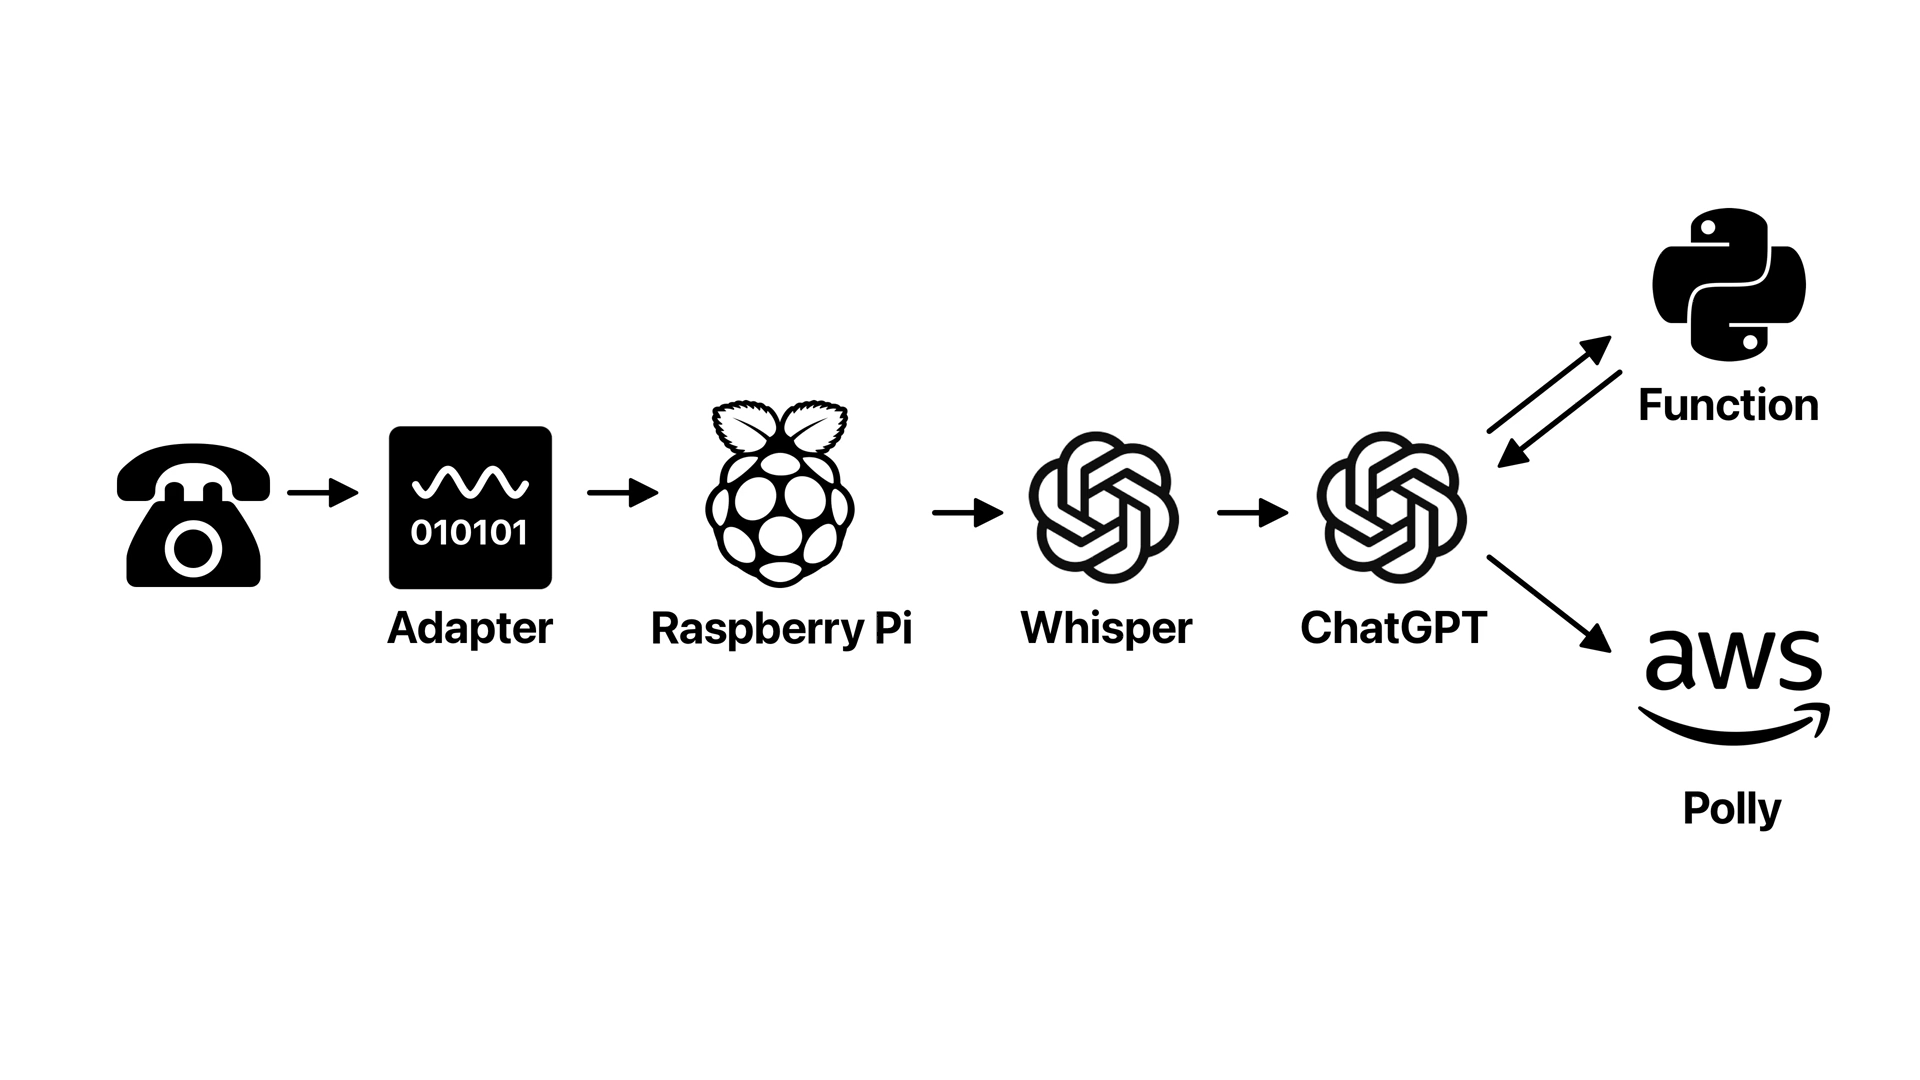 010101
Adapter
Raspberry Pi
Whisper
ChatGPT
Function
aws
Polly